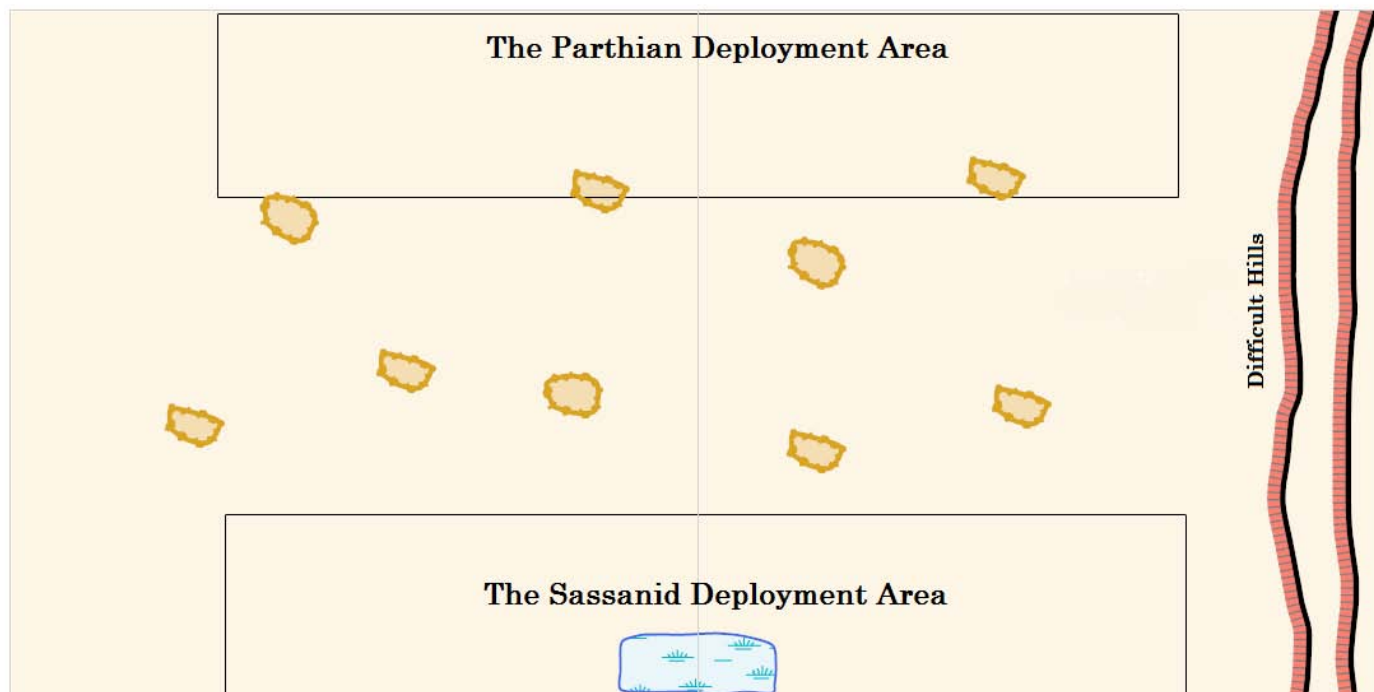 The Parthian Deployment Area
Difficult Hills
The Sassanid Deployment Area